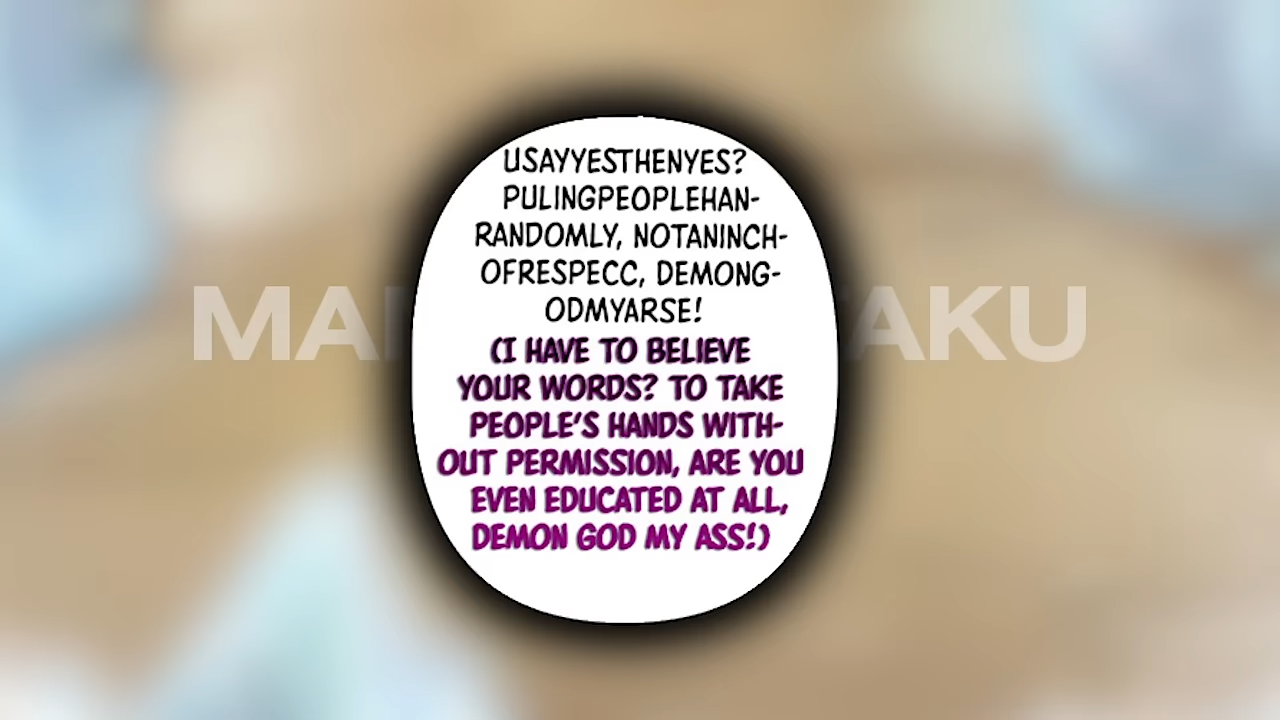 USAYYESTHENYES?
PULINGPEOPLEHAN-
RANDOMLY, NOTANINCH-
OFRESPECC, DEMONG-
ODMYARSE!
(I HAVE TO BELIEVE
YOUR WORDS? TO TAKE
PEOPLE'S HANDS WITH-
OUT PERMISSION, ARE YOU
EVEN EDUCATED AT ALL,
DEMON GOD MY ASS!)